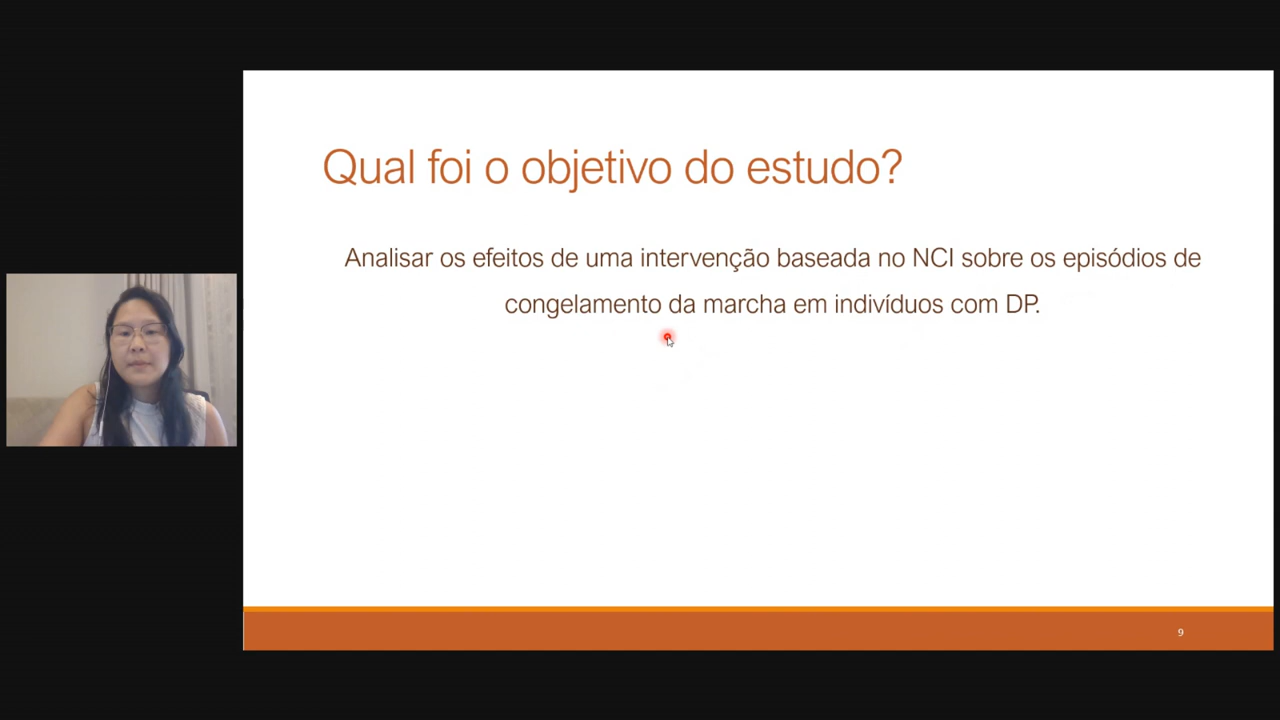 Qual foi o objetivo do estudo?
Analisar os efeitos de uma intervenção baseada no NCI sobre os episódios de
congelamento da marcha em indivíduos com DP.
9